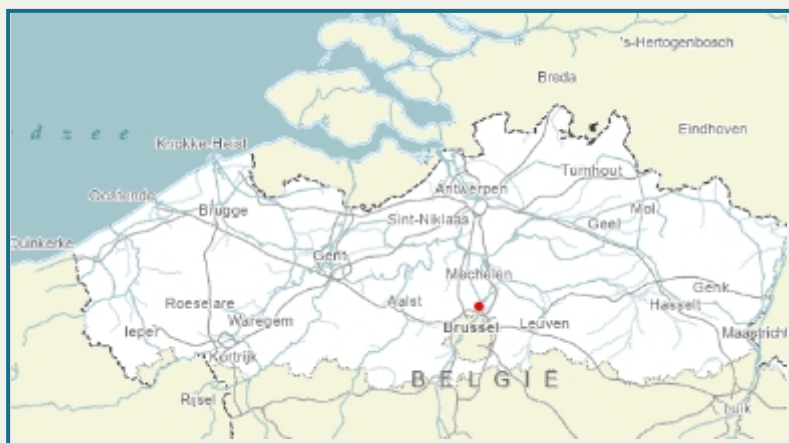 's-Hertogenbosch
Breda
d z e e
Eindhoven
Knokke-Heist
Turnhout
Antwerpen
Oostende
Brugge
Sint-Niklaas
Mol
Geel
Duinkerke
Gent
Mechelen
Genk
Roeselare
Aalst
Hasselt
Waregem
Brussel
Leuven
Ieper
Maastricht
Kortrijk
BELGIË
Rijsel
Luik